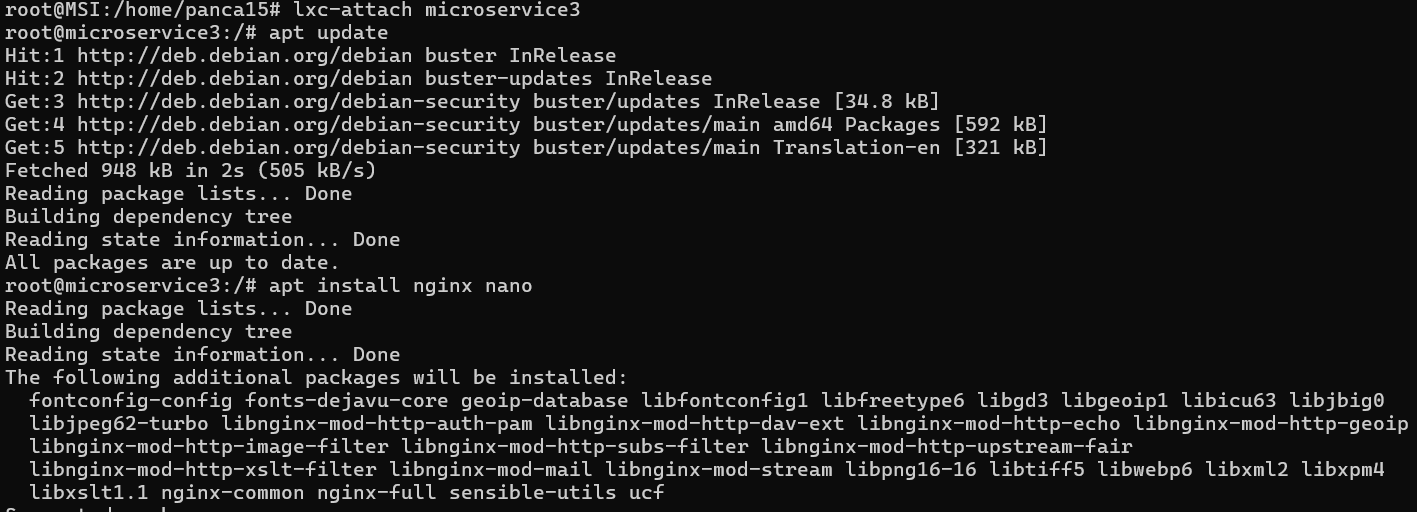 root@MSI:/home/panca15# lxc-attach microservice3
root@microservice3:/# apt update
Hit:1 http://deb.debian.org/debian buster InRelease
Hit:2 http://deb.debian.org/debian buster-updates InRelease
Get:3 http://deb.debian.org/debian-security buster/updates InRelease [34.8 kB]
Get:4 http://deb.debian.org/debian-security buster/updates/main amd64 Packages [592 kB]
Get:5 http://deb.debian.org/debian-security buster/updates/main Translation-en [321 kB]
Fetched 948 kB in 2s (505 kB/s)
Reading package lists... Done
Building dependency tree
Reading state information... Done
All packages are up to date.
root@microservice3:/# apt install nginx nano
Reading package lists... Done
Building dependency tree
Reading state information... Done
The following additional packages will be installed:
  fontconfig-config fonts-dejavu-core geoip-database libfontconfig1 libfreetype6 libgd3 libgeoip1 libicu63 libjbig0
  libjpeg62-turbo libnginx-mod-http-auth-pam libnginx-mod-http-dav-ext libnginx-mod-http-echo libnginx-mod-http-geoip
  libnginx-mod-http-image-filter libnginx-mod-http-subs-filter libnginx-mod-http-upstream-fair
  libnginx-mod-http-xslt-filter libnginx-mod-mail libnginx-mod-stream libpng16-16 libtiff5 libwebp6 libxml2 libxpm4
  libxslt1.1 nginx-common nginx-full sensible-utils ucf